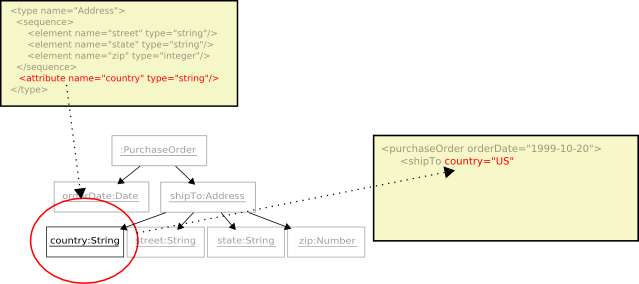 <type name="Address">
<sequence>
<element name="street" type="string"/>
<element name="state" type="string"/>
<element name="zip" type="integer"/>
</sequence>
<attribute name="country" type="string"/>
</type>
:PurchaseOrder
<purchaseOrder orderDate="1999-10-20">
<shipTo country="US"
orderDate:Date
shipTo:Address
country:String
street:String
state:String
zip:Number